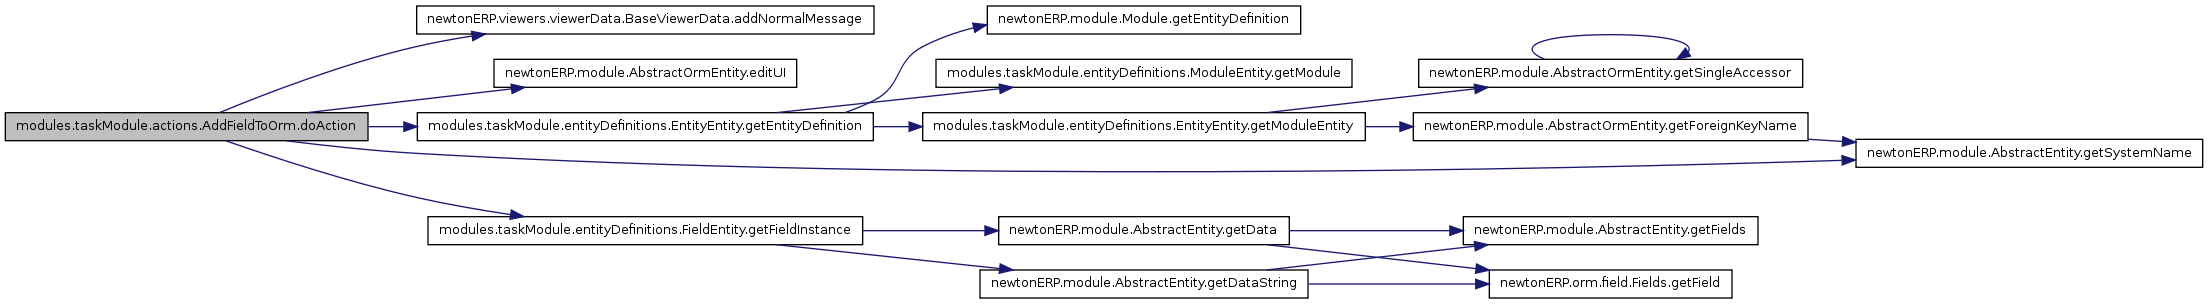 newtonERP.viewers.viewerData.BaseViewerData.addNormalMessage
newtonERP.module.Module.getEntityDefinition
newtonERP.module.AbstractOrmEntity.editUI
modules.taskModule.entityDefinitions.ModuleEntity.getModule
newtonERP.module.AbstractOrmEntity.getSingleAccessor
modules.taskModule.actions.AddFieldToOrm.doAction
modules.taskModule.entityDefinitions.EntityEntity.getEntityDefinition
modules.taskModule.entityDefinitions.EntityEntity.getModuleEntity
newtonERP.module.AbstractOrmEntity.getForeignKeyName
newtonERP.module.AbstractEntity.getSystemName
modules.taskModule.entityDefinitions.FieldEntity.getFieldInstance
newtonERP.module.AbstractEntity.getData
newtonERP.module.AbstractEntity.getFields
newtonERP.module.AbstractEntity.getDataString
newtonERP.orm.field.Fields.getField